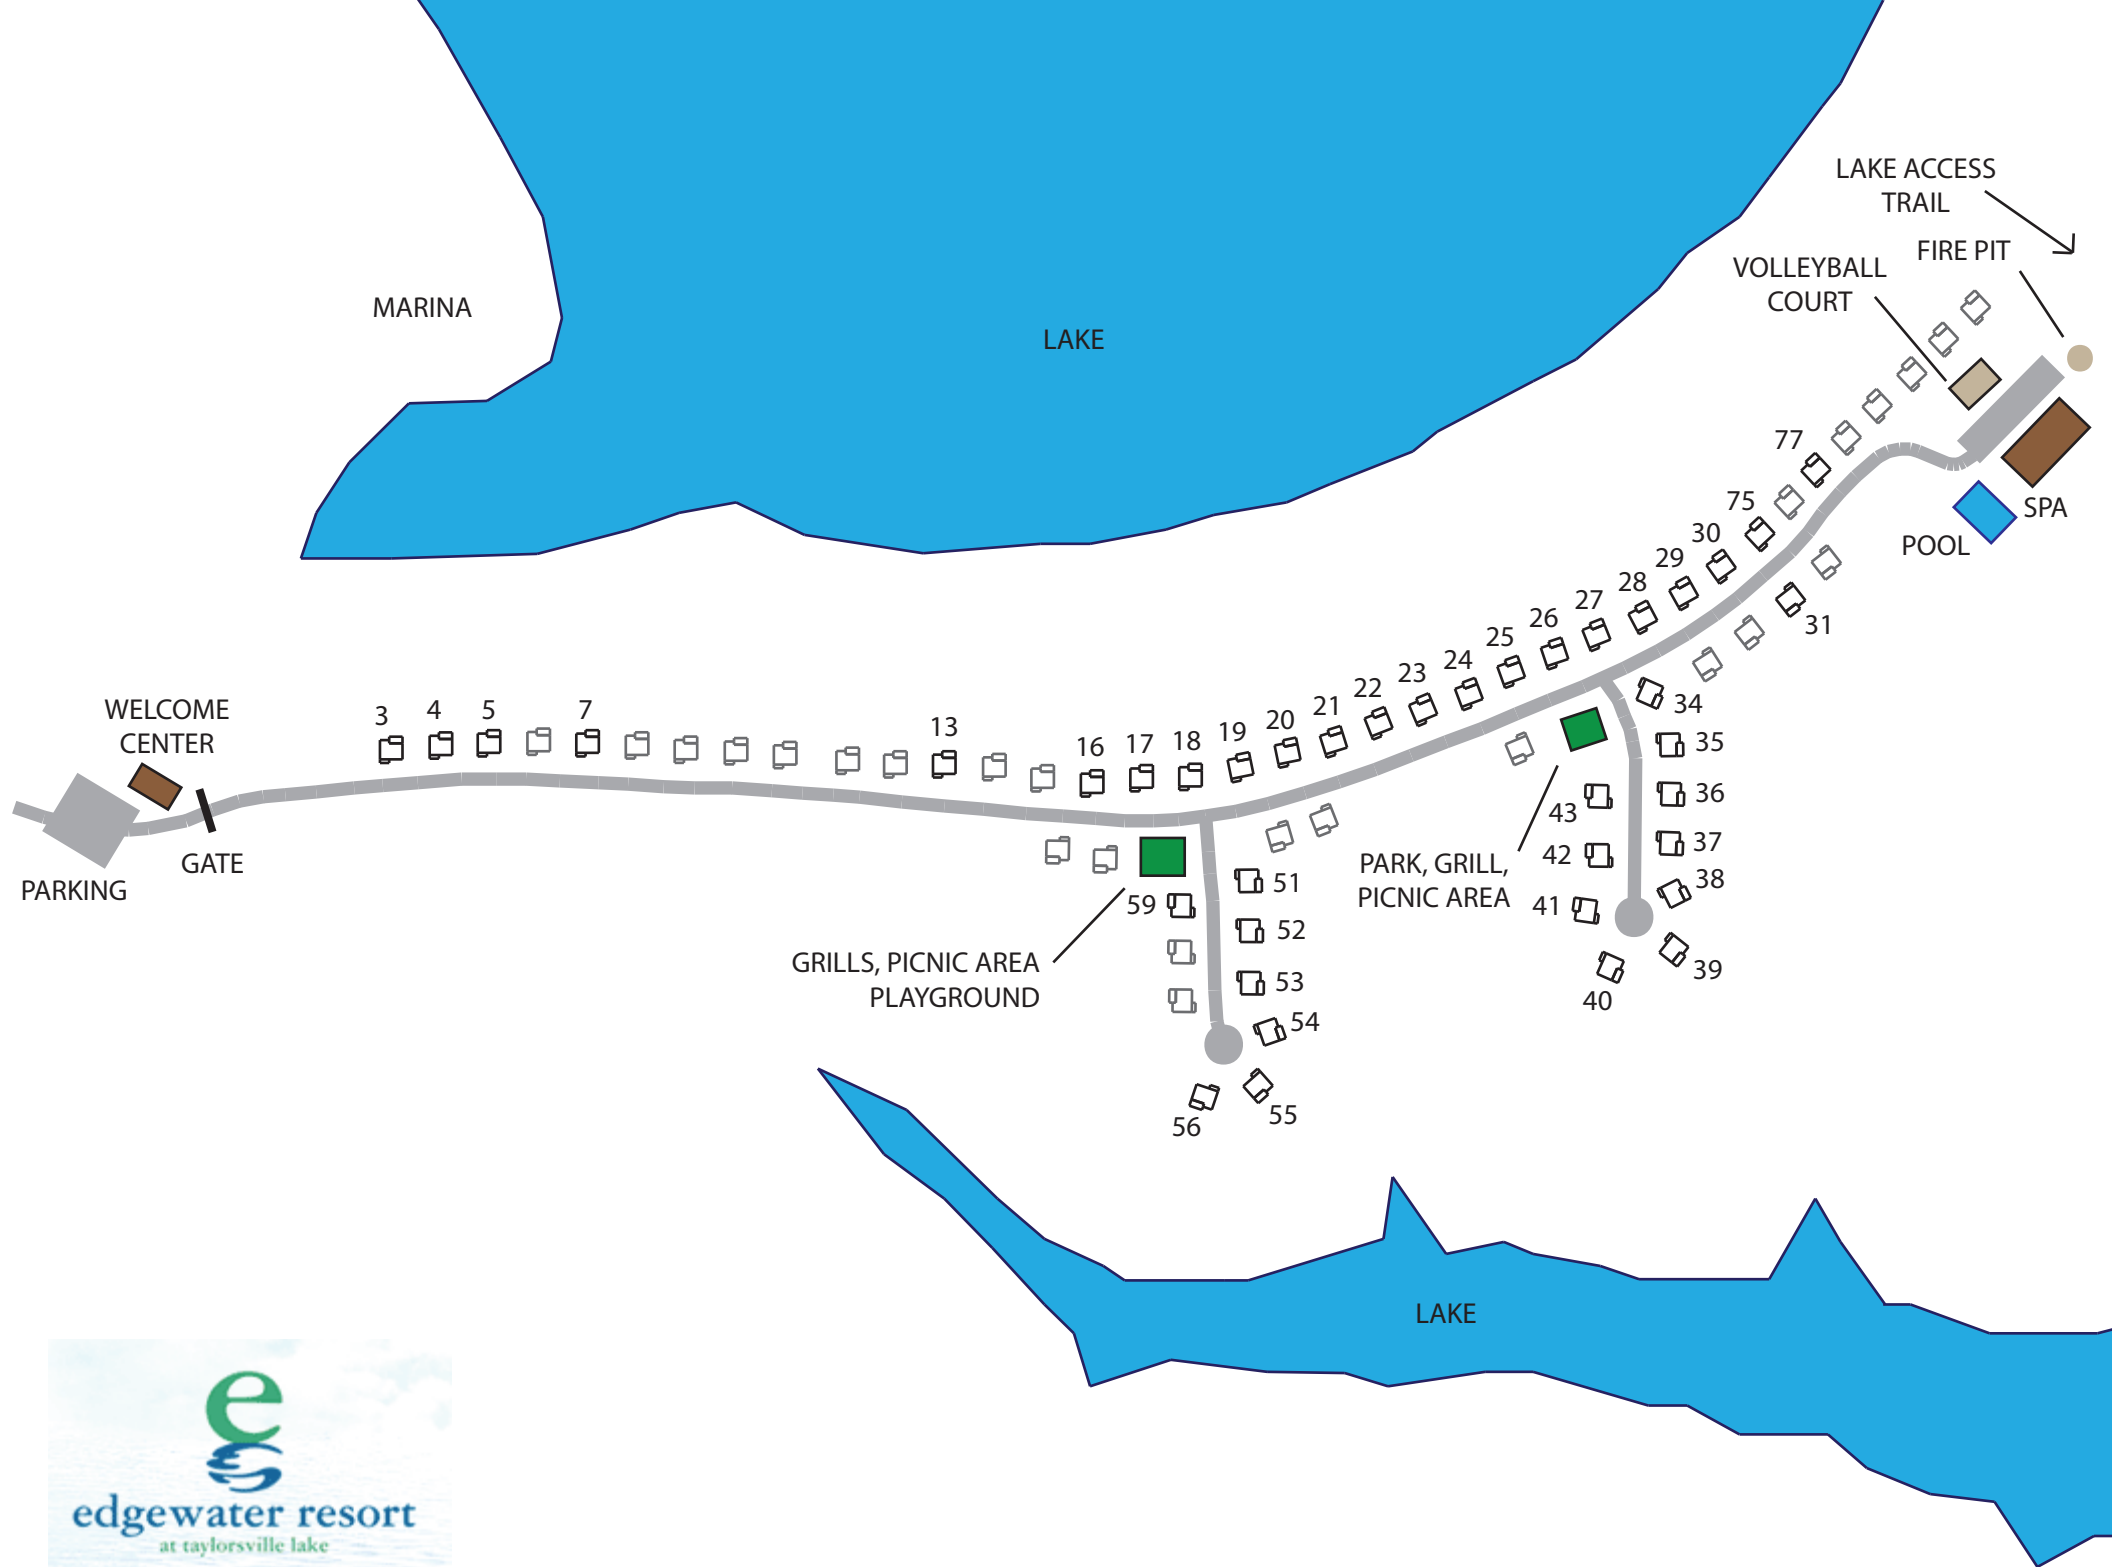 LAKE ACCESS
TRAIL
FIRE PIT
VOLLEYBALL
COURT
MARINA
LAKE
77
75
SPA
POOL
30
29
28
27
26
25
24
23
22
21
20
19
18
17
16
13
7
5
4
3
31
WELCOME
CENTER
GATE
PARKING
34
35
36
37
38
39
40
41
42
43
PARK, GRILL,
PICNIC AREA
51
52
53
54
55
56
59
GRILLS, PICNIC AREA
PLAYGROUND
LAKE
e
edgewater resort
at taylorsville lake